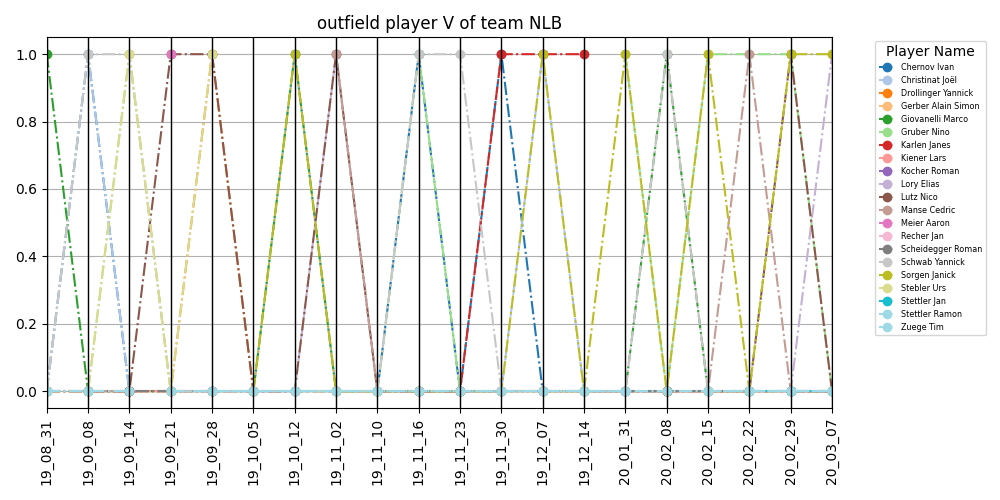 outfield player V of team NLB
1.0
0.8
0.6
0.4
0.2
0.0
19_08_31
19_09_08
19_09_14
19_09_21
19_09_28
19_10_05
19_10_12
19_11_02
19_11_10
19_11_16
19_11_23
19_11_30
19_12_07
19_12_14
20_01_31
20_02_08
20_02_15
20_02_22
20_02_29
20_03_07
Player Name
Chernov Ivan
Christinat Joël
Drollinger Yannick
Gerber Alain Simon
Giovanelli Marco
Gruber Nino
Karlen Janes
Kiener Lars
Kocher Roman
Lory Elias
Lutz Nico
Manse Cedric
Meier Aaron
Recher Jan
Scheidegger Roman
Schwab Yannick
Sorgen Janick
Stebler Urs
Stettler Jan
Stettler Ramon
Zuege Tim